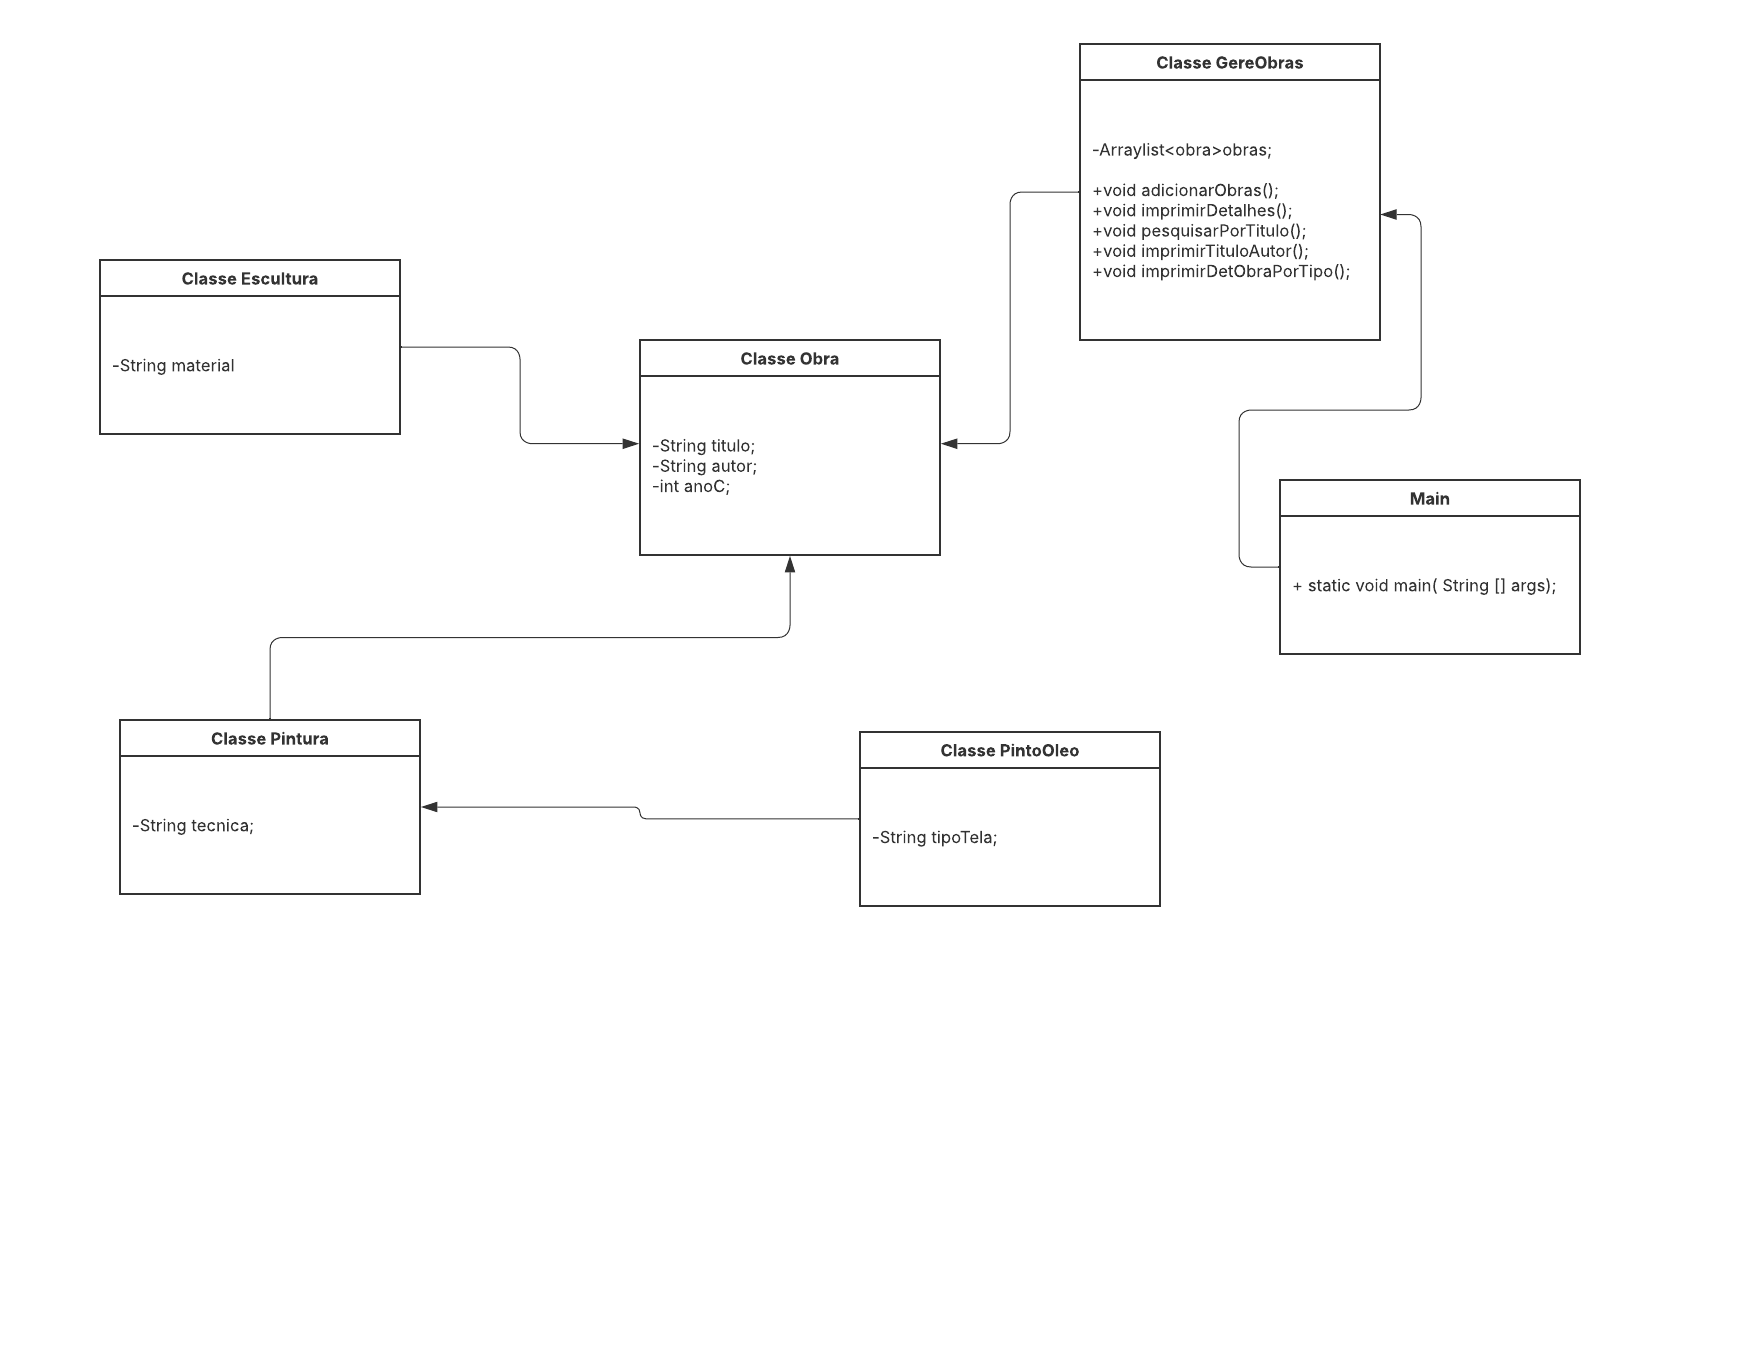 Classe GereObras
-Arraylist<obra>obras;
+void adicionarObras();
+void imprimirDetalhes();
+void pesquisarPorTitulo();
+void imprimirTituloAutor();
+void imprimirDetObraPorTipo();
Classe Escultura
-String material
Classe Obra
-String titulo;
-String autor;
-int anoC;
Main
+ static void main( String [] args);
Classe Pintura
-String tecnica;
Classe PintoOleo
-String tipoTela;